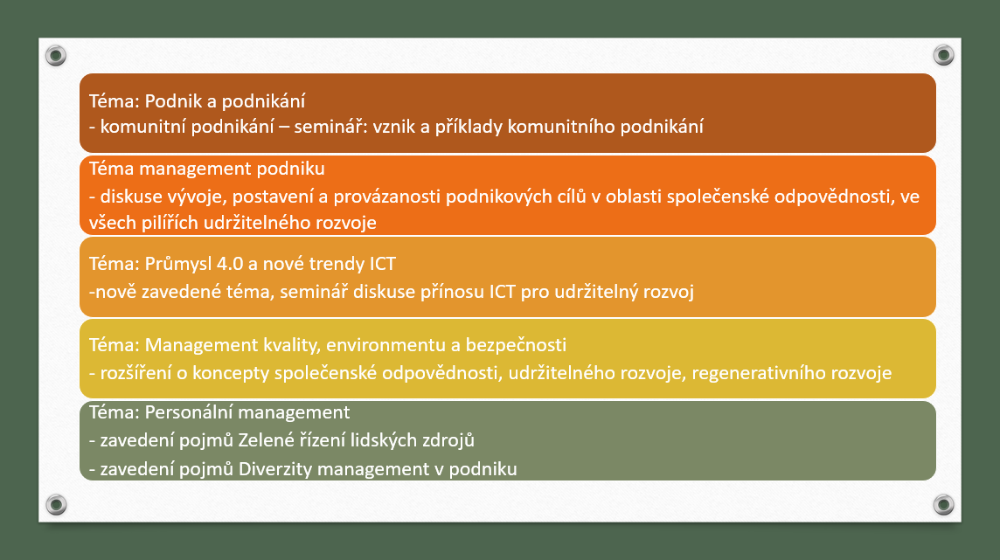 Téma: Podnik a podnikání
- komunitní podnikání – seminář: vznik a příklady komunitního podnikání
Téma management podniku
- diskuse vývoje, postavení a provázanosti podnikových cílů v oblasti společenské odpovědnosti, ve
všech pilířích udržitelného rozvoje
Téma: Průmysl 4.0 a nové trendy ICT
-nově zavedené téma, seminář diskuse přínosu ICT pro udržitelný rozvoj
Téma: Management kvality, environmentu a bezpečnosti
- rozšíření o koncepty společenské odpovědnosti, udržitelného rozvoje, regenerativního rozvoje
Téma: Personální management
- zavedení pojmů Zelené řízení lidských zdrojů
- zavedení pojmů Diverzity management v podniku